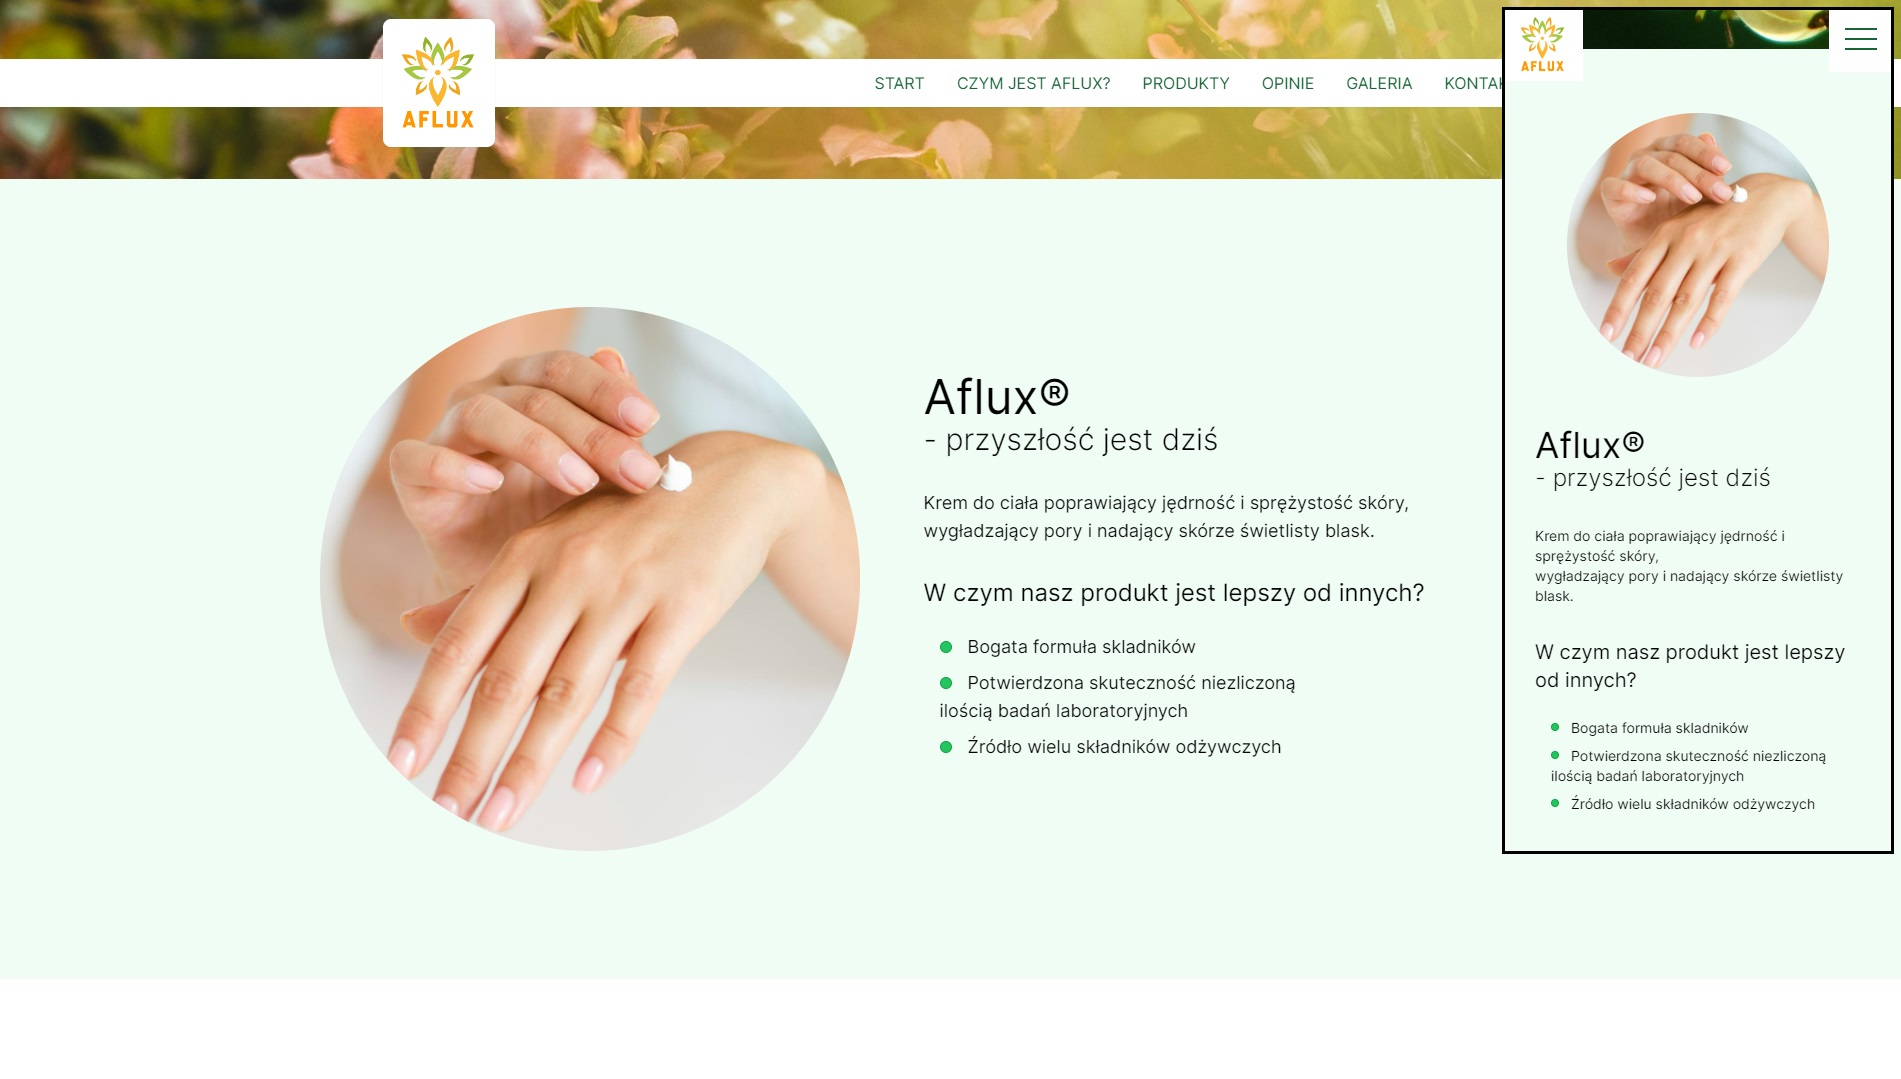 AFLUX
START CZYM JEST AFLUX? PRODUKTY OPINIE GALERIA KONTAK
Aflux®
- przyszłość jest dziś
Krem do ciała poprawiający jędrność i sprężystość skóry,
wygładzający pory i nadający skórze świetlisty blask.
W czym nasz produkt jest lepszy od innych?
Bogata formuła skladników
Potwierdzona skuteczność niezliczoną
ilością badań laboratoryjnych
Źródło wielu składników odżywczych
AFLUX
Aflux®
- przyszłość jest dziś
Krem do ciała poprawiający jędrność i
sprężystość skóry,
wygładzający pory i nadający skórze świetlisty
blask.
W czym nasz produkt jest lepszy
od innych?
Bogata formuła skladników
Potwierdzona skuteczność niezliczoną
ilością badań laboratoryjnych
Źródło wielu składników odżywczych